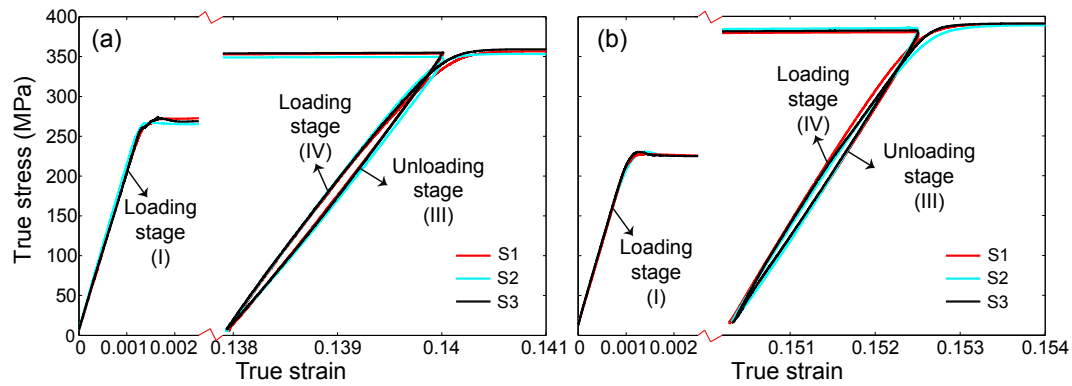 400
350
300
250
200
150
100
50
0
True stress (MPa)
(a)
Loading
stage
(I)
Loading
stage
(IV)
Unloading
stage
(III)
S1
S2
S3
0 0.001 0.002 0.138 0.139 0.14 0.141
True strain
(b)
Loading
stage
(I)
Loading
stage
(IV)
Unloading
stage
(III)
S1
S2
S3
0 0.001 0.002 0.151 0.152 0.153 0.154
True strain